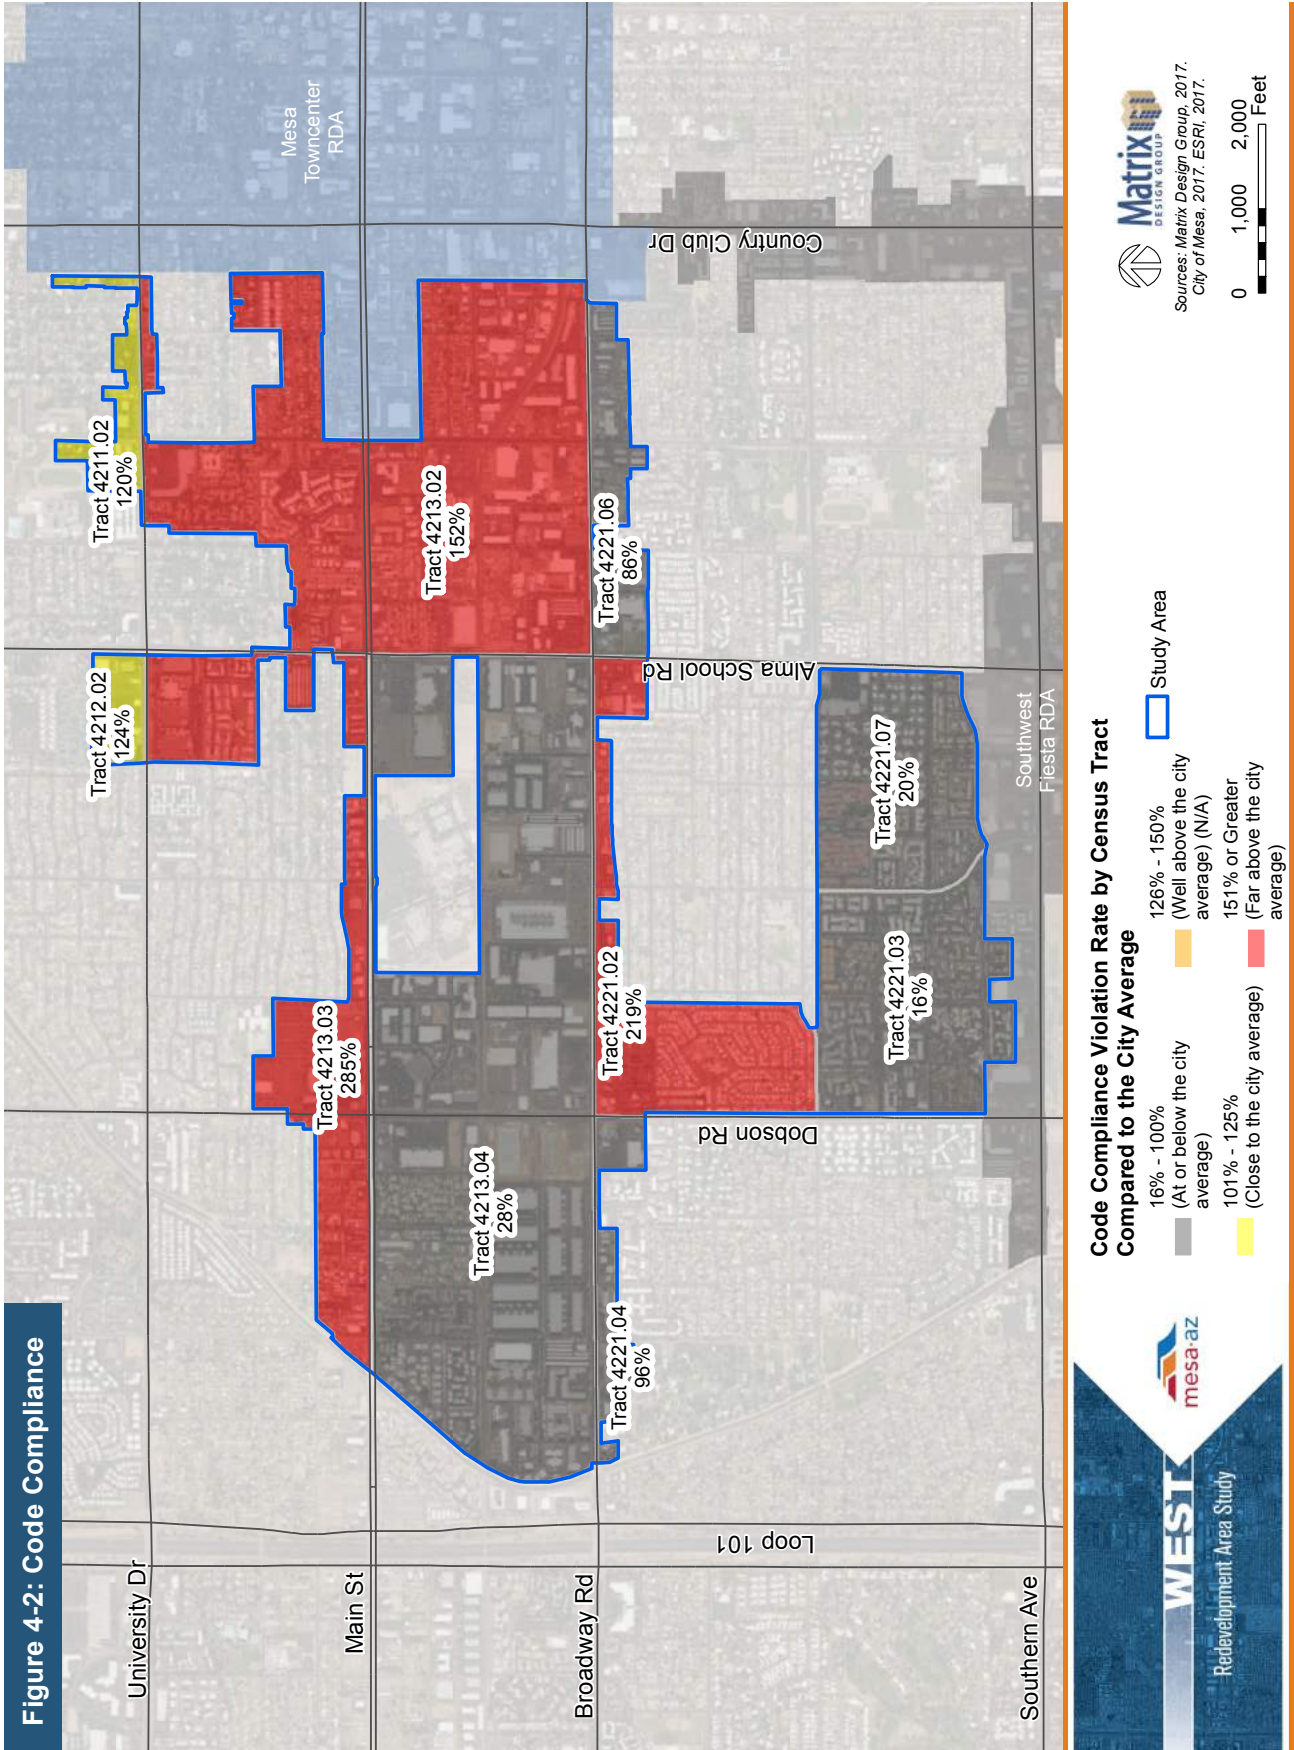 Figure 4-2: Code Compliance
Mesa
Towncenter
RDA
University Dr
Main St
Broadway Rd
Southern Ave
Loop 101
Dobson Rd
Alma School Rd
Country Club Dr
Tract 4211.02
120%
Tract 4212.02
124%
Tract 4213.02
152%
Tract 4213.03
285%
Tract 4213.04
28%
Tract 4221.06
86%
Tract 4221.02
219%
Tract 4221.04
96%
Tract 4221.07
20%
Tract 4221.03
16%
Southwest
Fiesta RDA
WEST
Redevelopment Area Study
mesa·az
Code Compliance Violation Rate by Census Tract
Compared to the City Average
16% - 100%
(At or below the city
average)
101% - 125%
(Close to the city average)
126% - 150%
(Well above the city
average) (N/A)
151% or Greater
(Far above the city
average)
Study Area
Matrix
DESIGN GROUP
Sources: Matrix Design Group, 2017.
City of Mesa, 2017. ESRI, 2017.
0 1,000 2,000
Feet